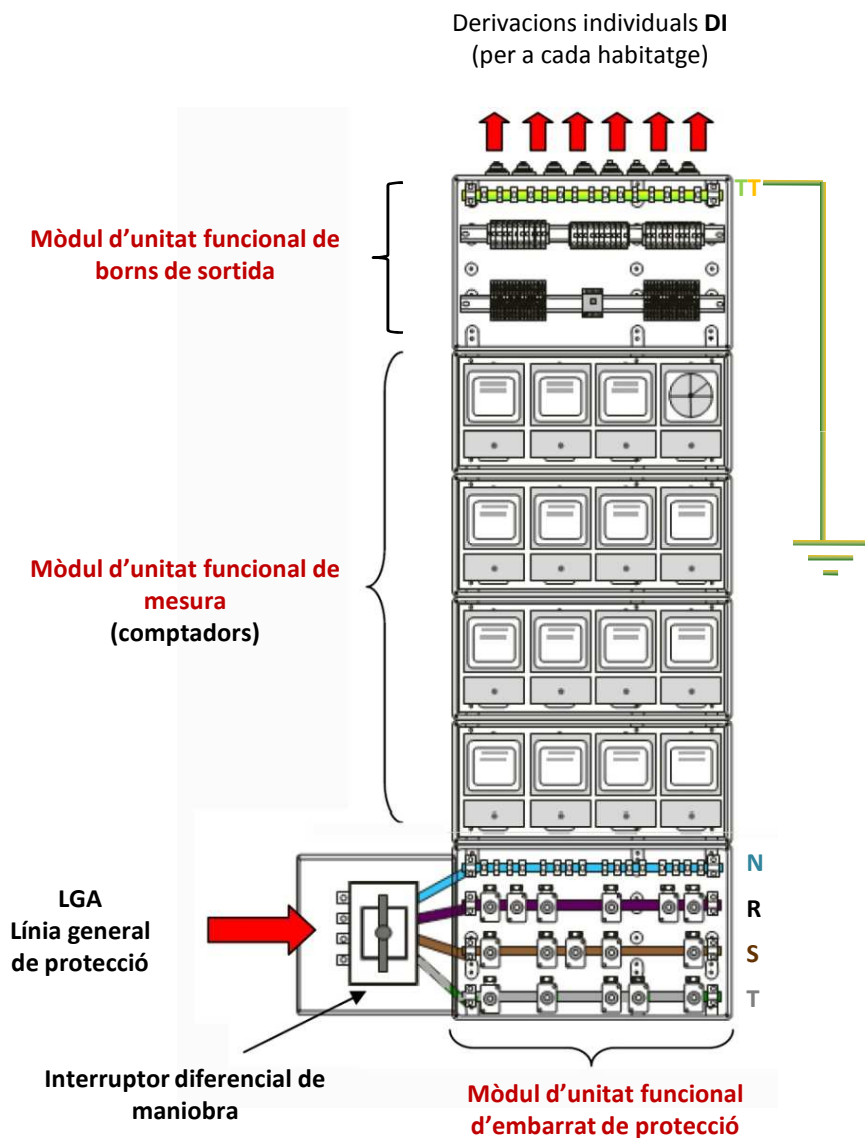 Derivacions individuals DI
(per a cada habitatge)
TT
Mòdul d’unitat funcional de
borns de sortida
Mòdul d’unitat funcional de
mesura
(comptadors)
N
R
S
T
LGA
Línia general
de protecció
Interruptor diferencial de
maniobra
Mòdul d’unitat funcional
d’embarrat de protecció